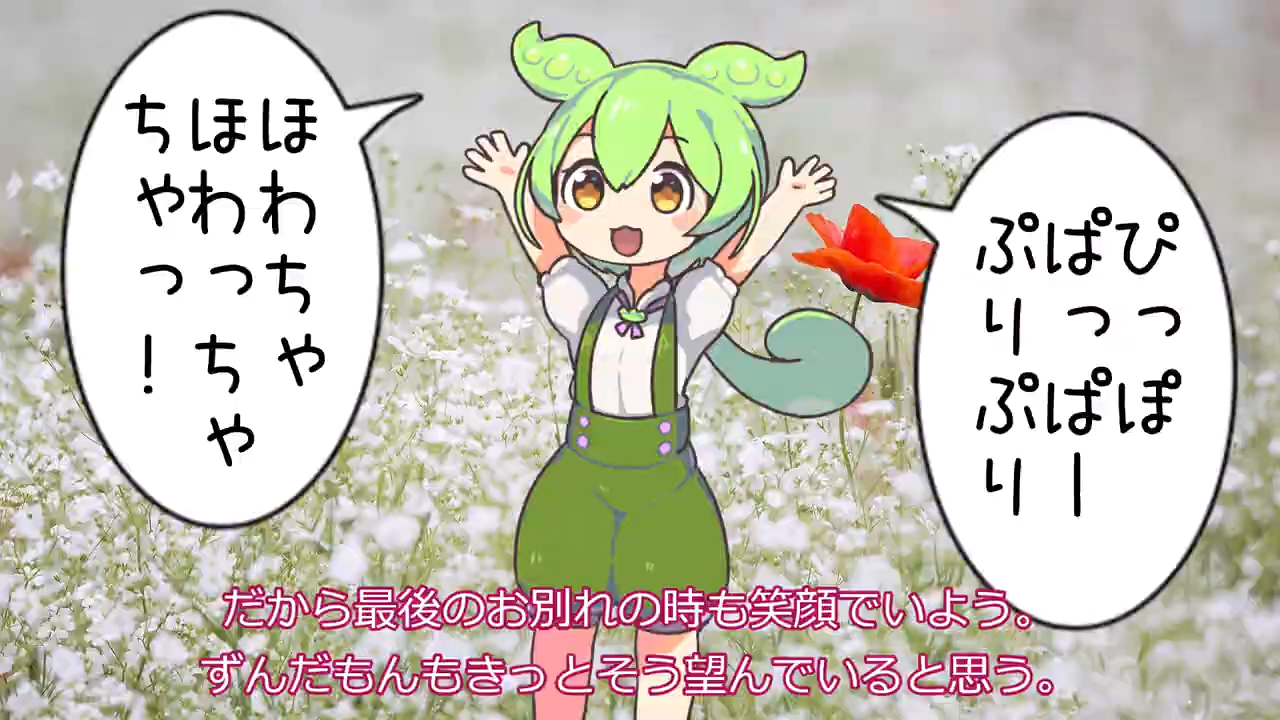 ぴっぽ
ぱっぱー
ぷりぷり
ほわちゃ
ほわっちゃ
ちゃっ！
だから最後のお別れの時も笑顔でいよう。
ずんだもんもきっとそう望んでいると思う。